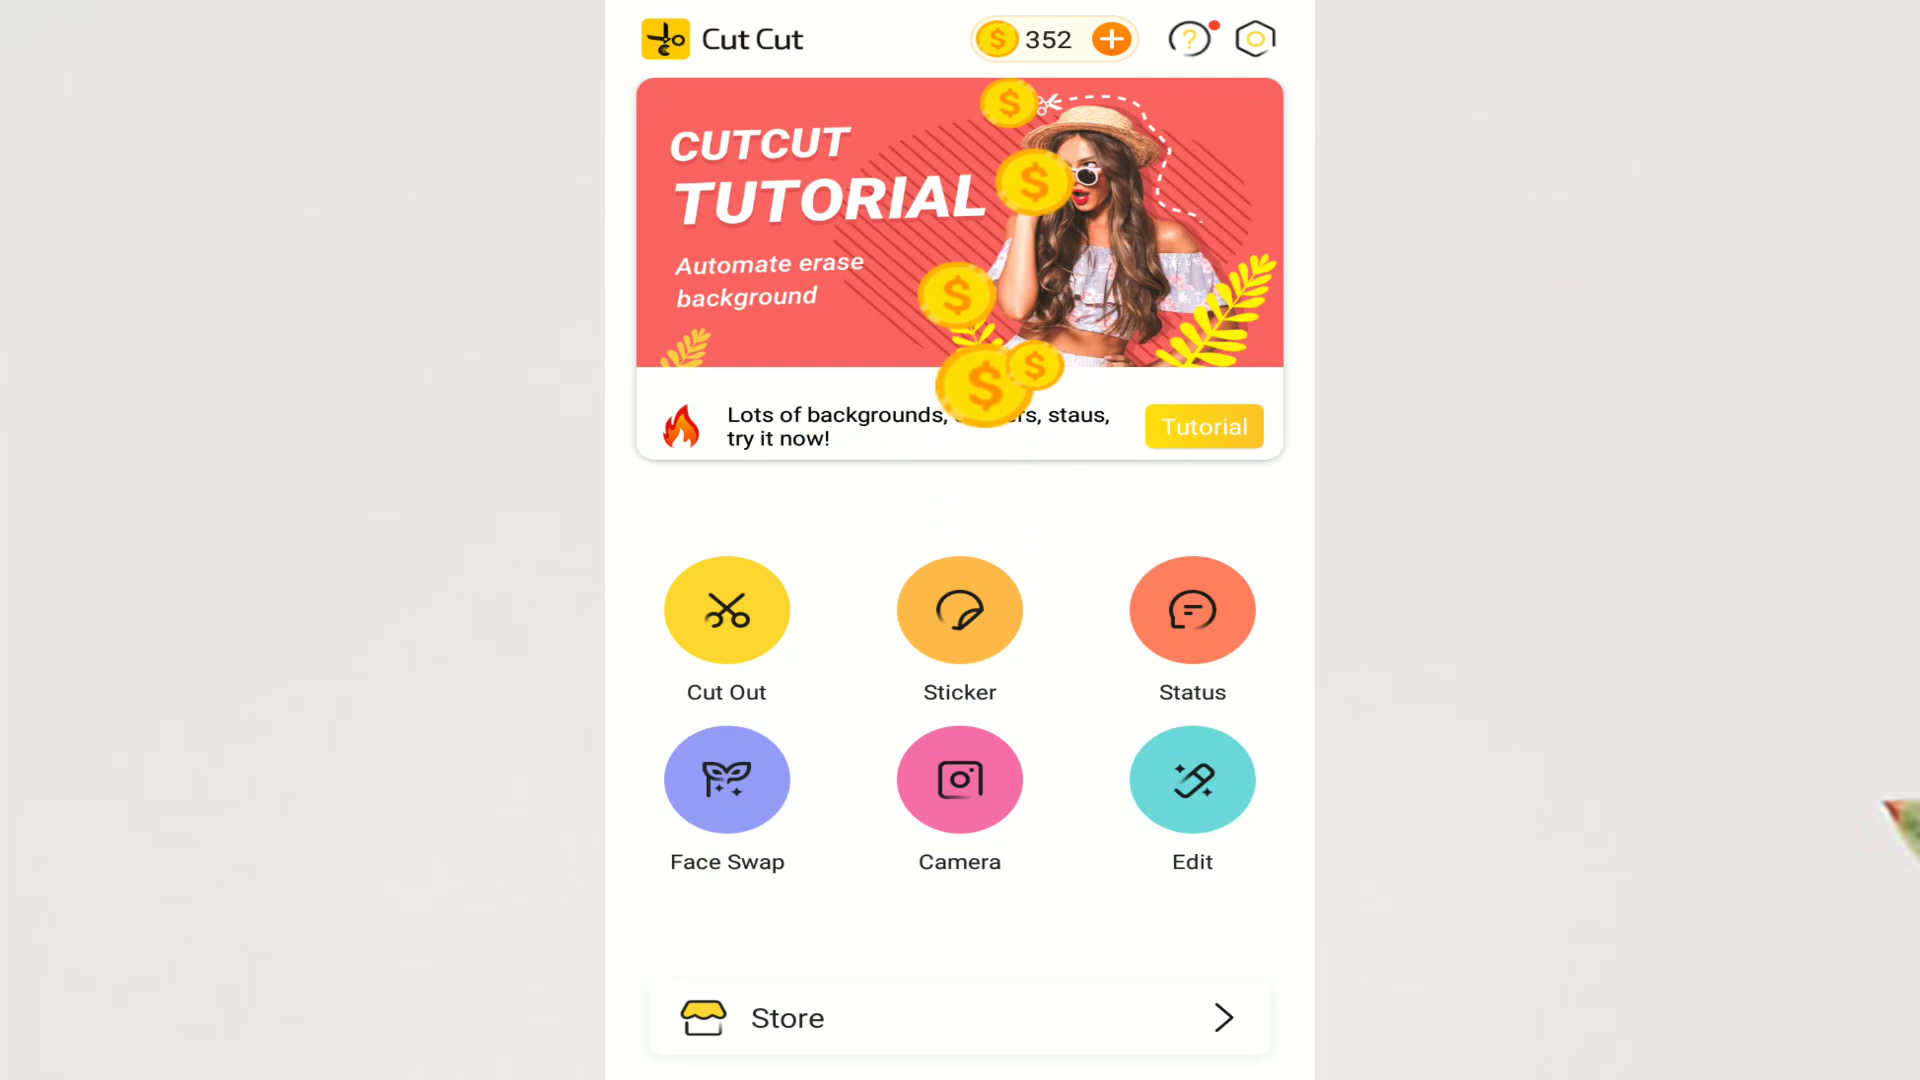 Cut Cut
352
CUTCUT
TUTORIAL
Automate erase
background
Lots of backgrounds, rs, staus,
try it now!
Tutorial
Cut Out
Sticker
Status
Face Swap
Camera
Edit
Store